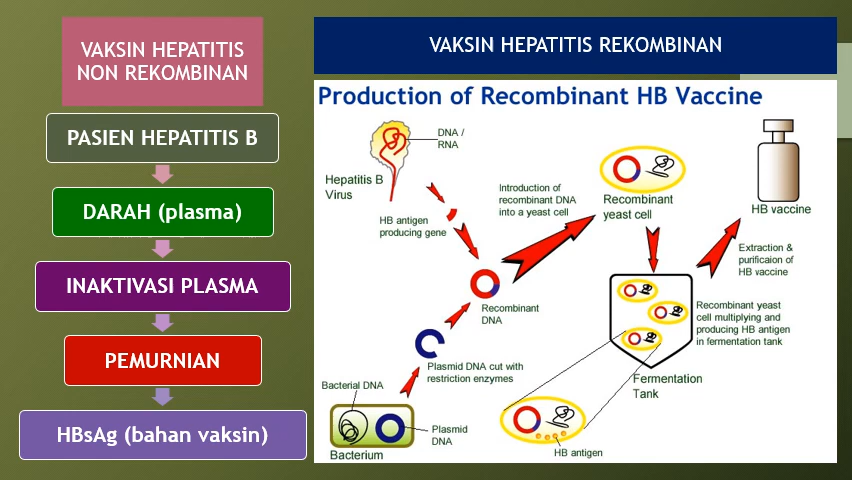 VAKSIN HEPATITIS
NON REKOMBINAN
PASIEN HEPATITIS B
DARAH (plasma)
INAKTIVASI PLASMA
PEMURNIAN
HBsAg (bahan vaksin)
VAKSIN HEPATITIS REKOMBINAN
Production of Recombinant HB Vaccine
DNA /
RNA
Hepatitis B
Virus
HB antigen
producing gene
Introduction of
recombinant DNA
into a yeast cell
Recombinant
yeast cell
HB vaccine
Extraction &
purificaion of
HB vaccine
Recombinant
DNA
Recombinant yeast
cell multiplying and
producing HB antigen
in fermentation tank
Plasmid DNA cut with
restriction enzymes
Fermentation
Tank
Bacterial DNA
Plasmid
DNA
Bacterium
HB antigen